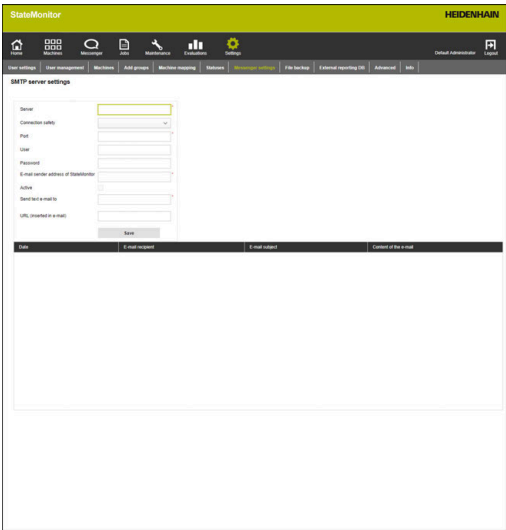 StateMonitor HEIDENHAIN
Home Machines Messenger Jobs Maintenance Evaluations Settings Default Administrator Logout
User settings User management Machines Add groups Machine mapping Statuses Messenger settings File backup External reporting DB Advanced Info
SMTP server settings
Server *
Connection safety
Port *
User
Password
E-mail sender address of StateMonitor *
Active
Send test e-mail to *
URL (inserted in e-mail)
Save
Date E-mail recipient E-mail subject Content of the e-mail